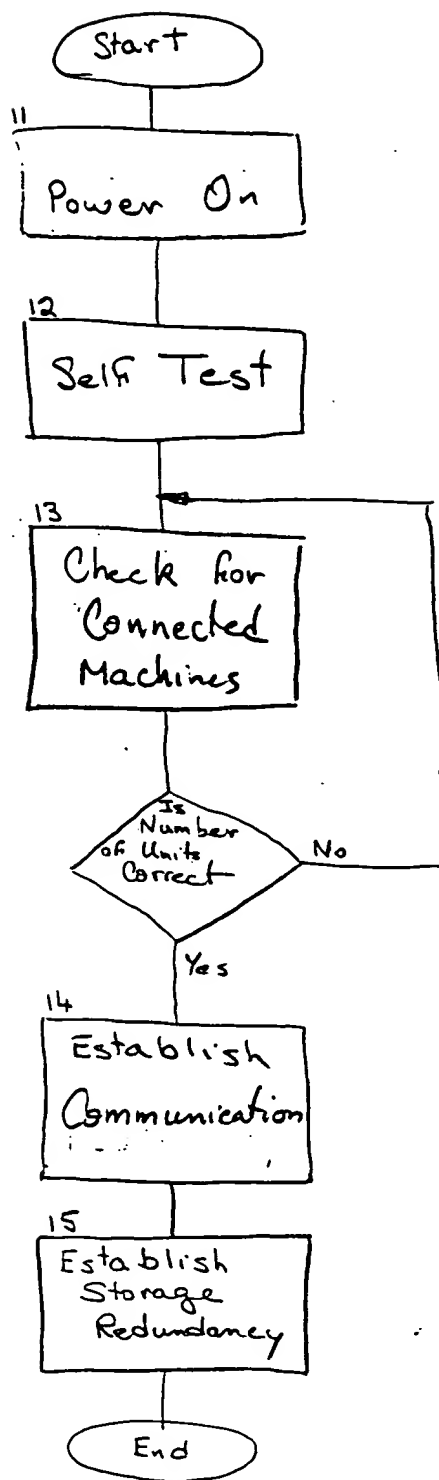 Start
11
Power On
12
Self Test
13
Check for
Connected
Machines
Is
Number
of Units
Correct
No
Yes
14
Establish
Communication
15
Establish
Storage
Redundancy
End